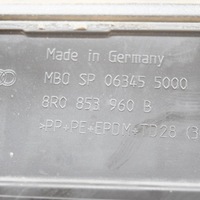 Made in Germany
MBO SP 06345 5000
8R0 853 960 B
>PP+PE+EPDM+TD28 (3